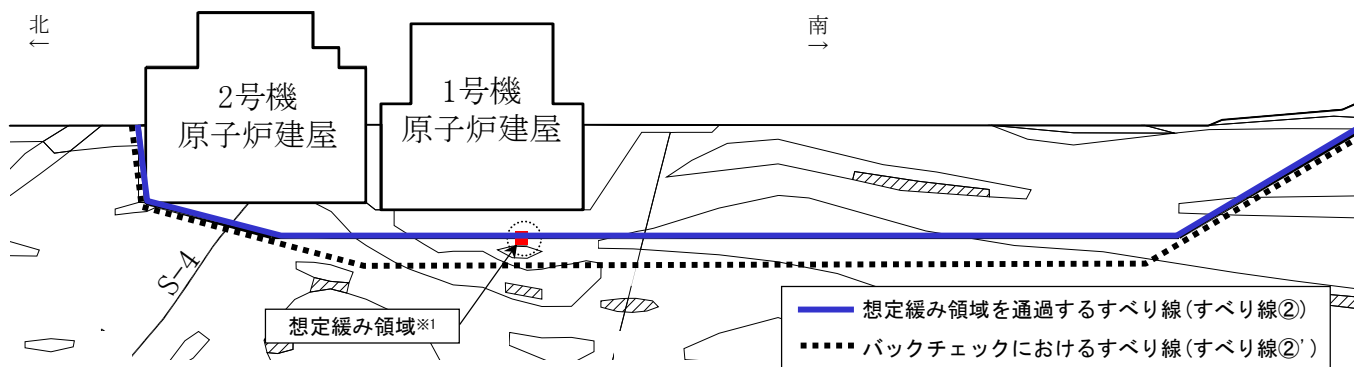 北
←
南
→
2号機
原子炉建屋
1号機
原子炉建屋
S-4
想定緩み領域※1
想定緩み領域を通過するすべり線(すべり線②)
バックチェックにおけるすべり線(すべり線②')